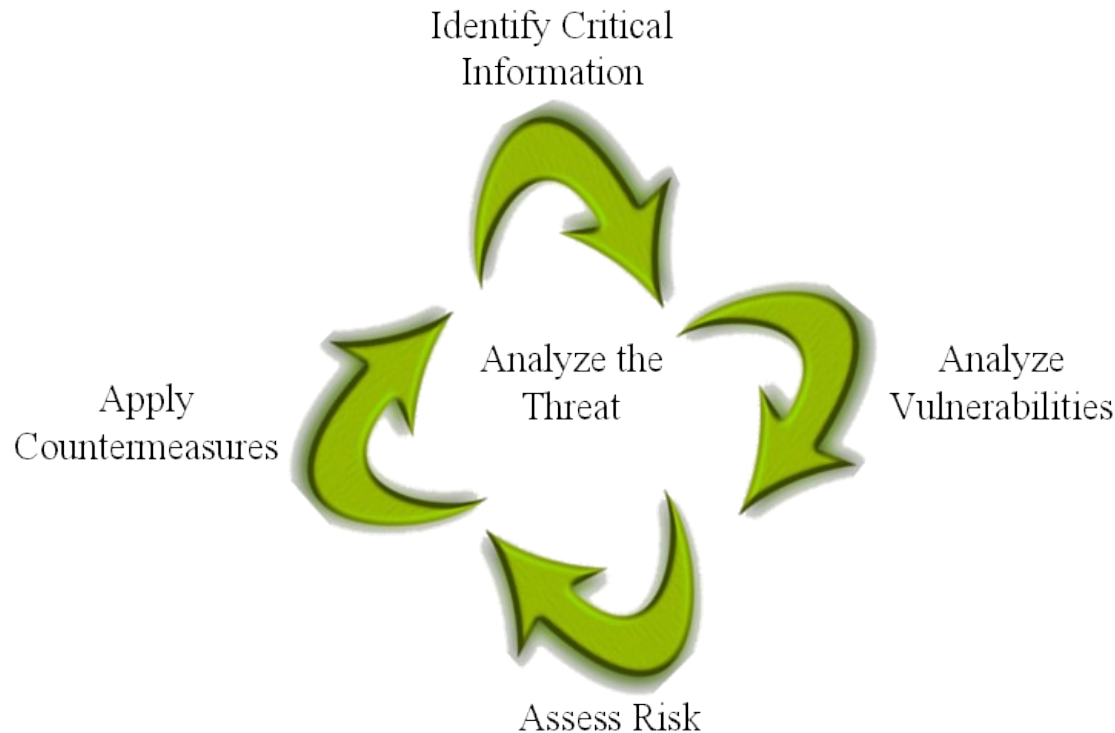 Identify Critical
Information
Analyze the
Threat
Analyze
Vulnerabilities
Apply
Countermeasures
Assess Risk